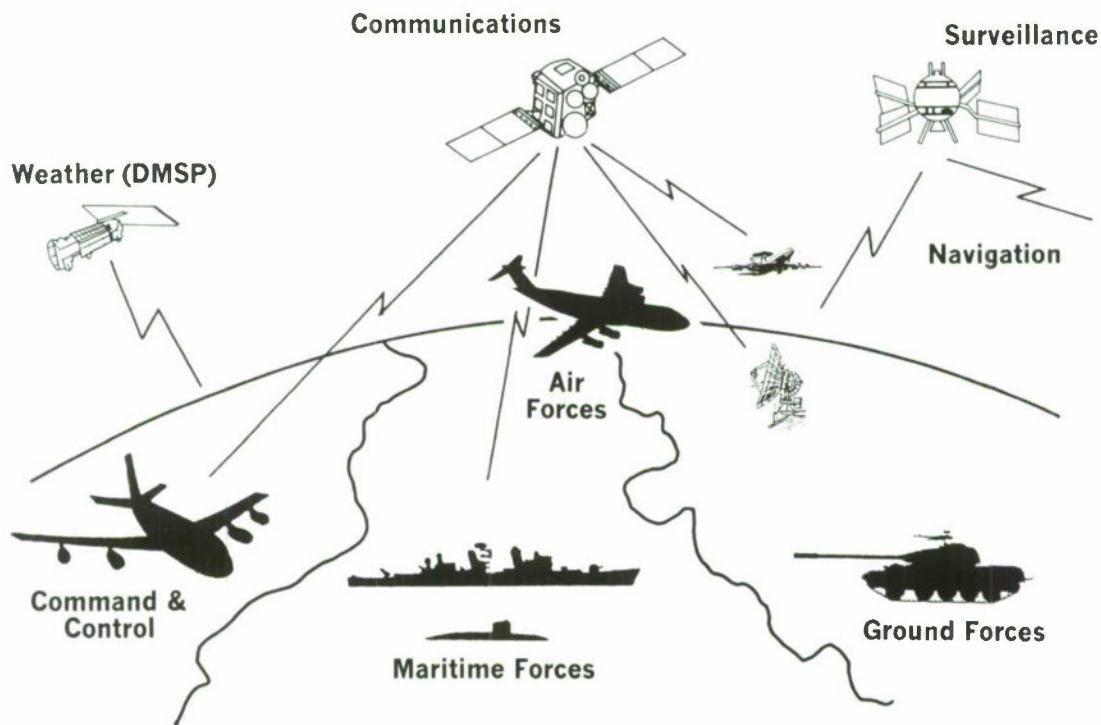 Communications
Surveillance
Weather (DMSP)
Navigation
Air
Forces
Command &
Control
Ground Forces
Maritime Forces